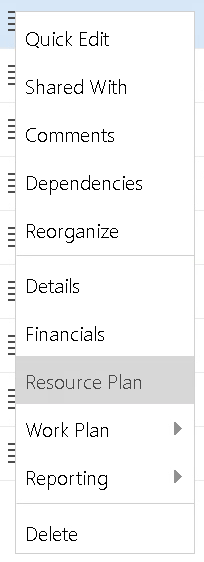 Quick Edit
Shared With
Comments
Dependencies
Reorganize
Details
Financials
Resource Plan
Work Plan
Reporting
Delete